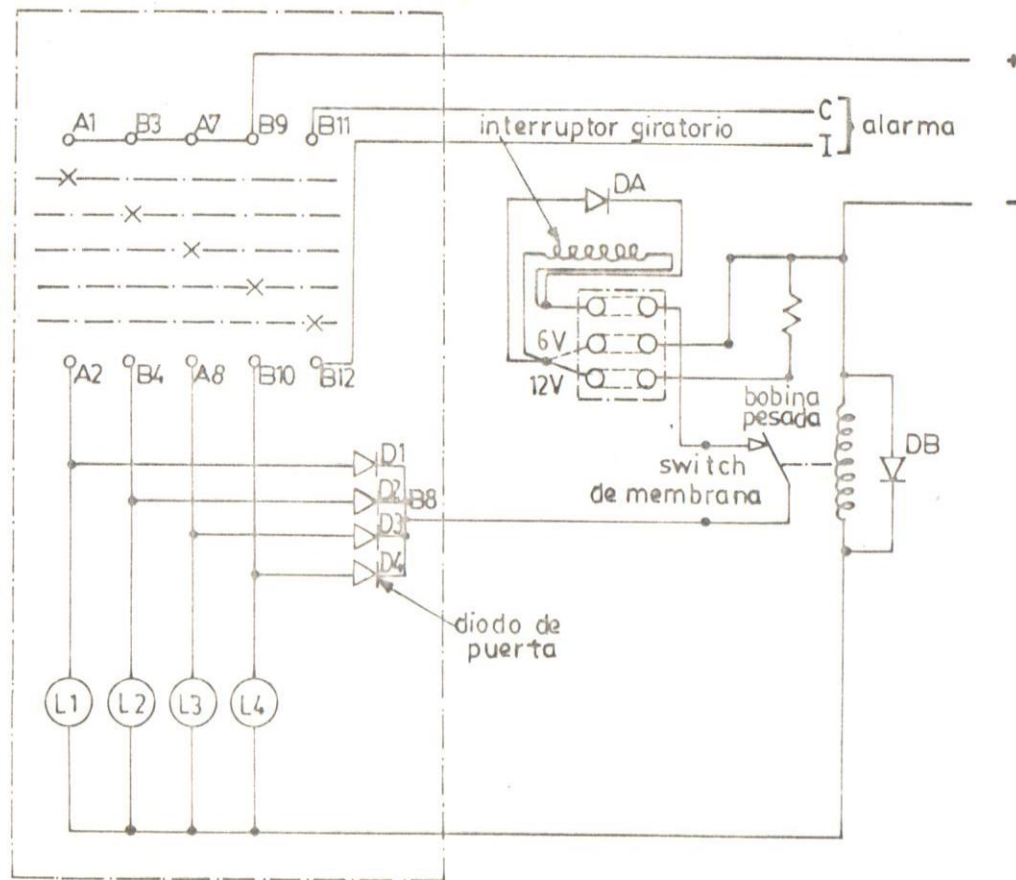 +
A1 B3 A7 B9 B11
C
I
alarma
interruptor giratorio
DA
-
6V
12V
A2 B4 A8 B10 B12
bobina
pesada
DB
switch
de membrana
D1
D2
B8
D3
D4
diodo de
puerta
L1 L2 L3 L4